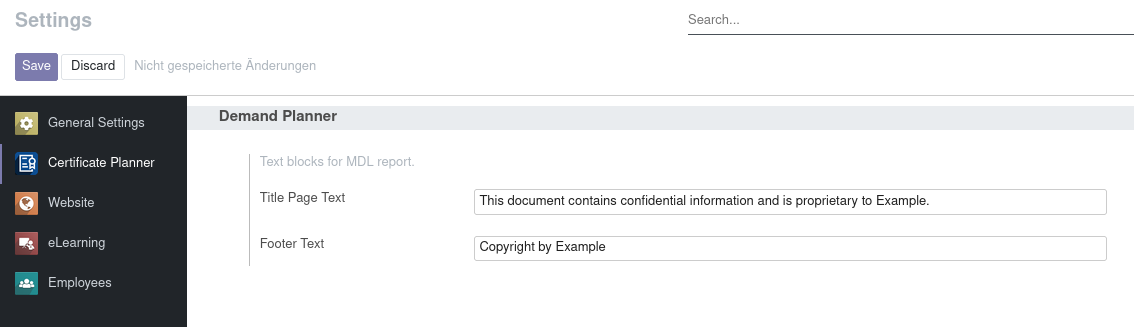 Settings
Search...
Save
Discard
Nicht gespeicherte Änderungen
General Settings
Certificate Planner
Website
eLearning
Employees
Demand Planner
Text blocks for MDL report.
Title Page Text
This document contains confidential information and is proprietary to Example.
Footer Text
Copyright by Example